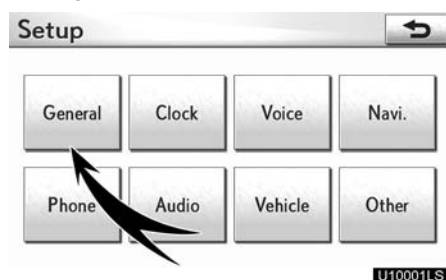 Setup
General Clock Voice Navi.
Phone Audio Vehicle Other
U10001LS